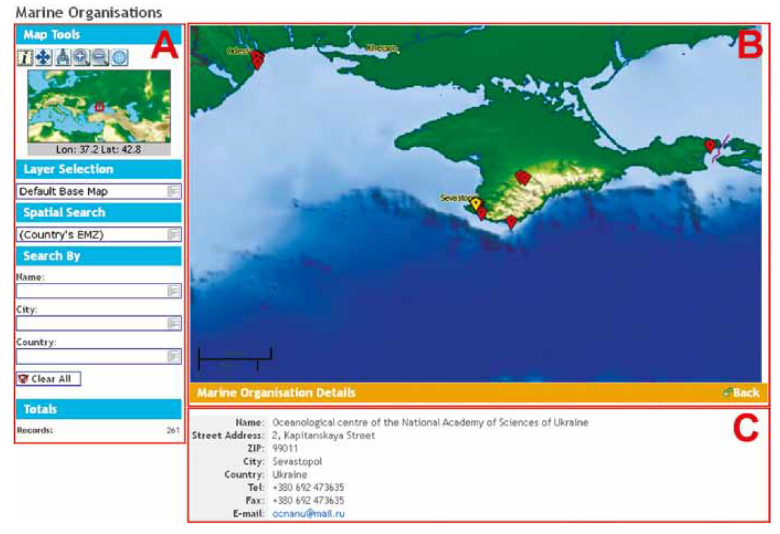 Marine Organisations
Map Tools
A
Lon: 37.2 Lat: 42.8
Layer Selection
Default Base Map
Spatial Search
(Country's EMZ)
Search By
Name:
City:
Country:
Clear All
Totals
Records: 261
B
Odessa
Kherson
Sevastopol
Marine Organisation Details
Back
C
Name: Oceanological centre of the National Academy of Sciences of Ukraine
Street Address: 2, Kapitanskaya Street
ZIP: 99011
City: Sevastopol
Country: Ukraine
Tel: +380 692 473635
Fax: +380 692 473635
E-mail: ocnanu@mail.ru